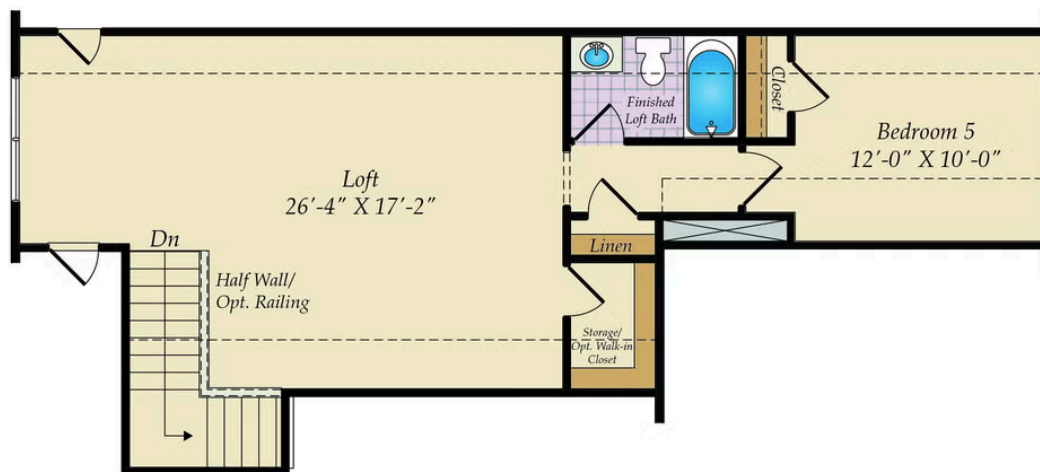 Finished
Loft Bath
Closet
Bedroom 5
12'-0" X 10'-0"
Loft
26'-4" X 17'-2"
Dn
Linen
Half Wall/
Opt. Railing
Storage/
Opt. Walk-in
Closet